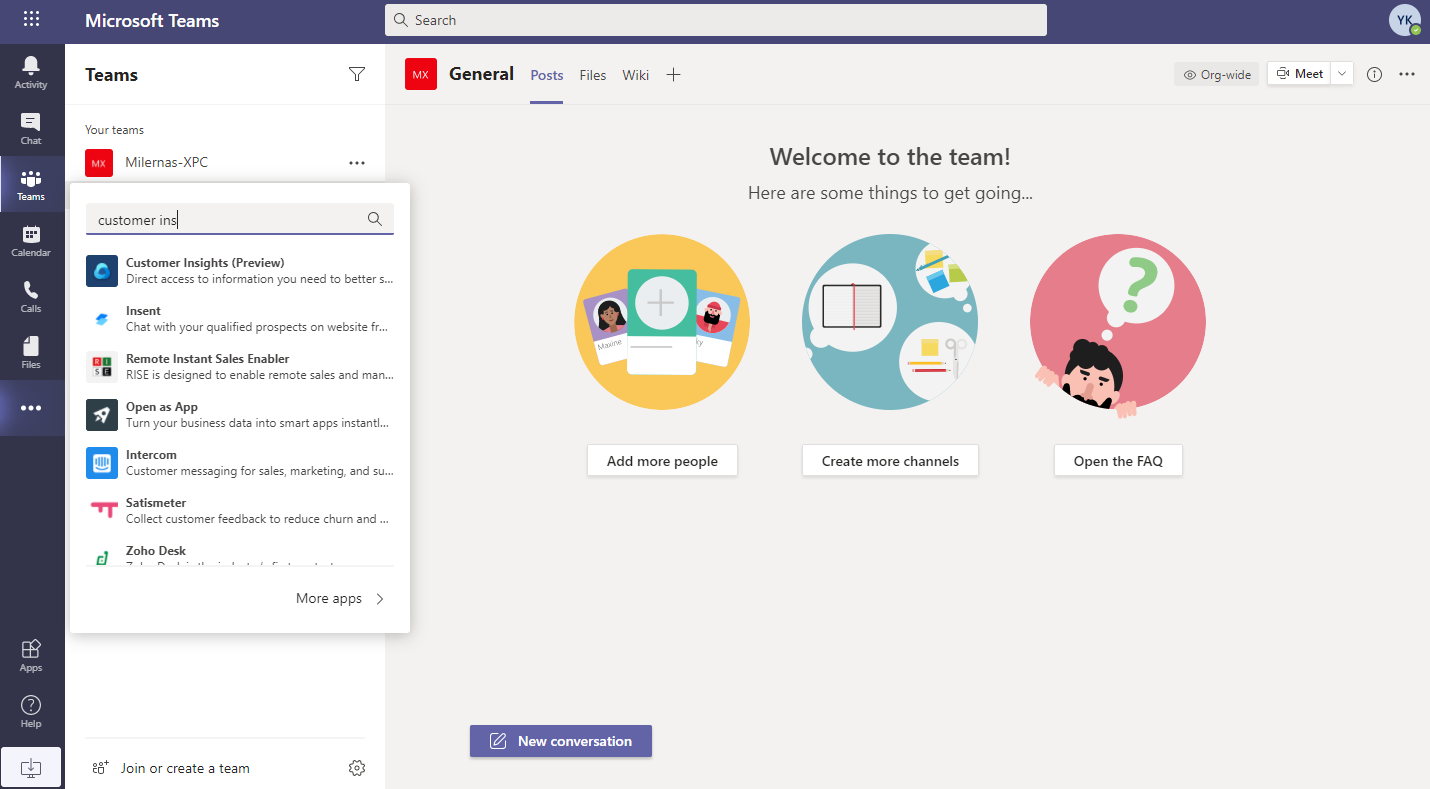 Microsoft Teams
Search
YK
Activity
Chat
Teams
Calendar
Calls
Files
Apps
Help
Teams
Your teams
MX
Milernas-XPC
customer ins
Customer Insights (Preview)
Direct access to information you need to better s...
Insent
Chat with your qualified prospects on website fr...
RISE
Remote Instant Sales Enabler
RISE is designed to enable remote sales and man...
Open as App
Turn your business data into smart apps instantl...
Intercom
Customer messaging for sales, marketing, and su...
Satismeter
Collect customer feedback to reduce churn and ...
Zoho Desk
More apps
Join or create a team
MX
General
Posts
Files
Wiki
Org-wide
Meet
Welcome to the team!
Here are some things to get going...
Maxine
Add more people
Create more channels
?
Open the FAQ
New conversation